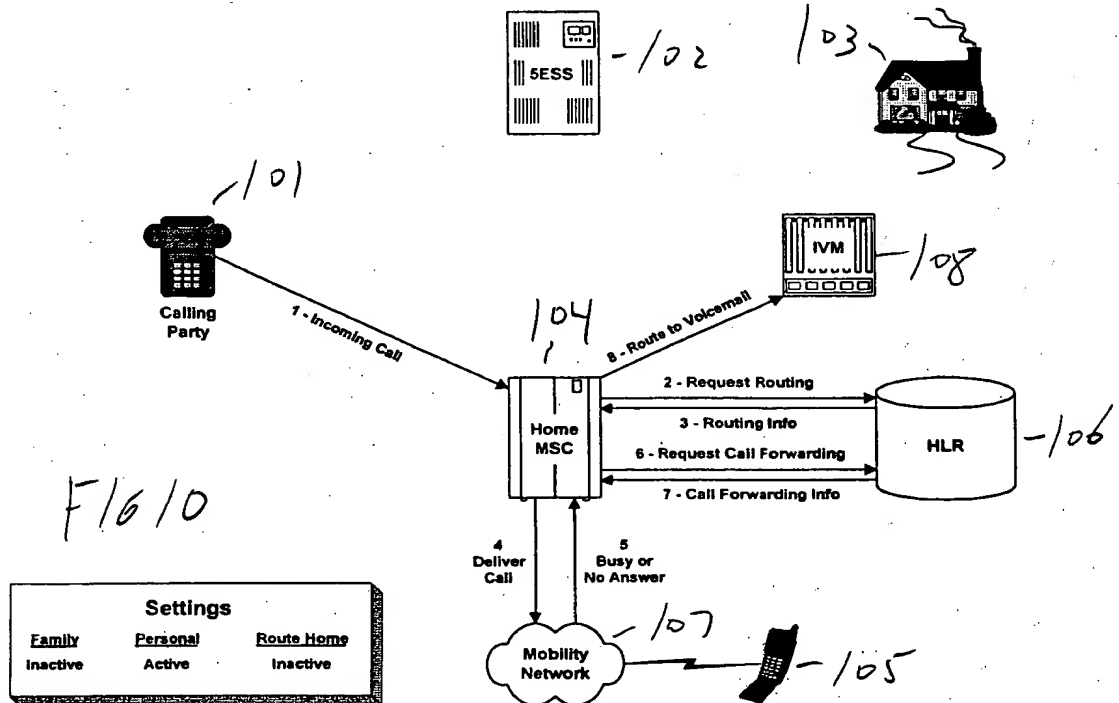 5ESS
102
103
101
Calling
Party
1 - Incoming Call
IVM
108
104
8 - Route to Voicemail
Home
MSC
2 - Request Routing
3 - Routing Info
6 - Request Call Forwarding
7 - Call Forwarding Info
HLR
106
FIG 10
4
Deliver
Call
5
Busy or
No Answer
Settings
Family Personal Route Home
Inactive Active Inactive
Mobility
Network
107
105